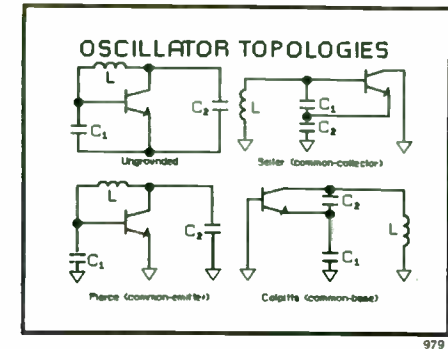 OSCILLATOR TOPOLOGIES
L
C1
C2
Ungrounded
L
C1
C2
Seiler (common-collector)
L
C1
C2
Pierce (common-emitter)
C2
L
C1
Colpitts (common-base)
979